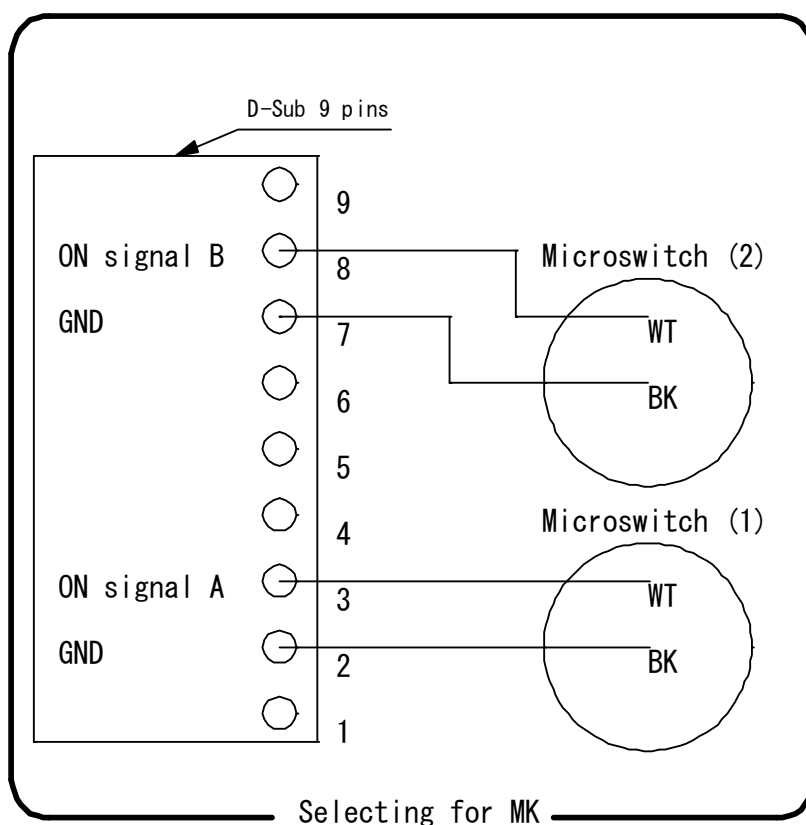 D-Sub 9 pins
9
ON signal B
8
Microswitch (2)
GND
7
WT
6
BK
5
4
Microswitch (1)
ON signal A
3
WT
GND
2
BK
1
Selecting for MK